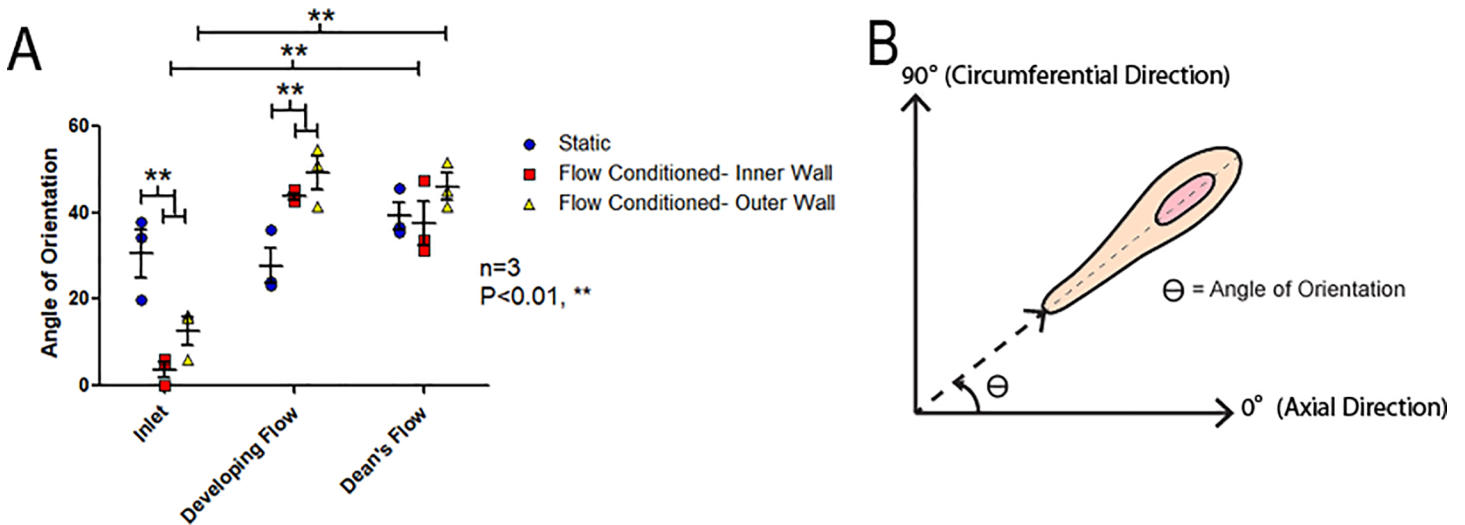 A
**
**
**
**
60
40
20
0
Angle of Orientation
Inlet
Developing Flow
Dean's Flow
Static
Flow Conditioned- Inner Wall
Flow Conditioned- Outer Wall
n=3
P<0.01, **
B
90° (Circumferential Direction)
Θ = Angle of Orientation
Θ
0° (Axial Direction)